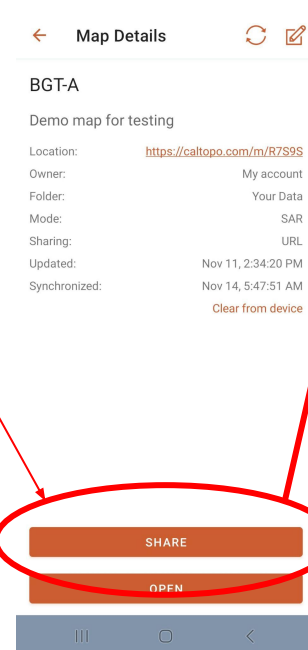 Map Details
BGT-A
Demo map for testing
Location: https://caltopo.com/m/R7S9S
Owner: My account
Folder: Your Data
Mode: SAR
Sharing: URL
Updated: Nov 11, 2:34:20 PM
Synchronized: Nov 14, 5:47:51 AM
Clear from device
SHARE
OPEN